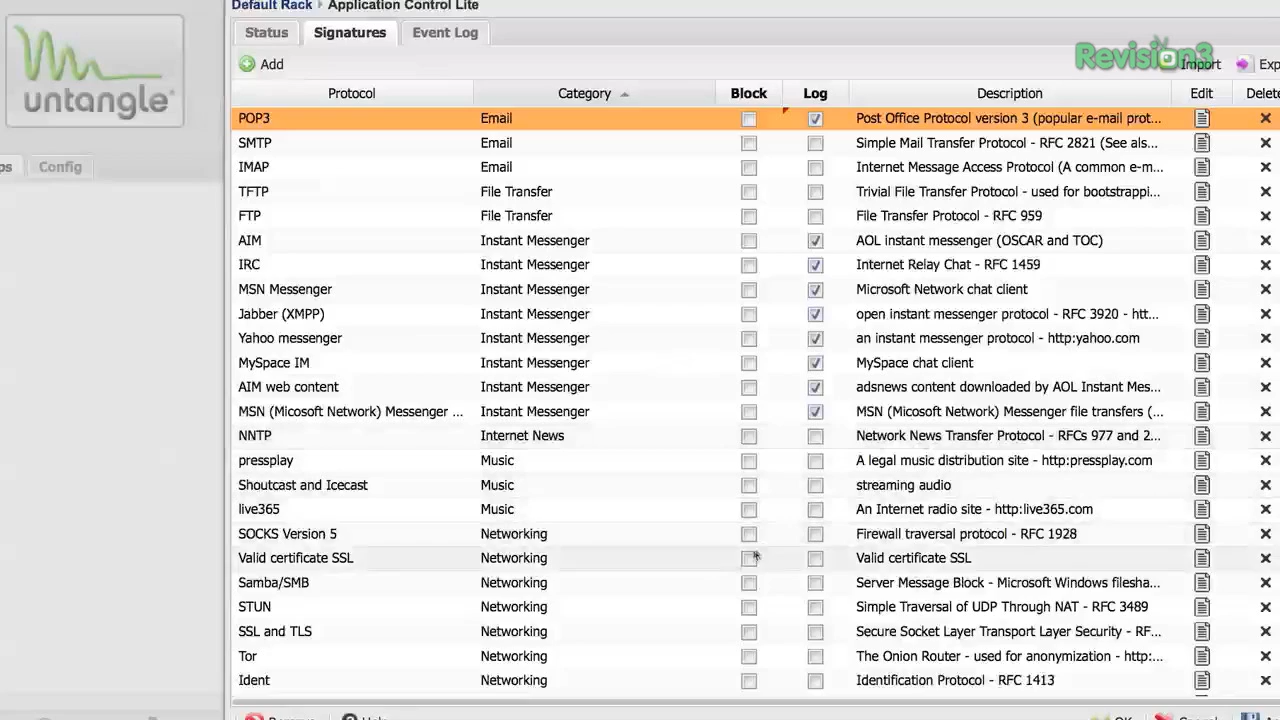 Default Rack Application Control Lite
Status Signatures Event Log
Add Revision3 Import Exp
untangle
Protocol Category Block Log Description Edit Delete
POP3 Email Post Office Protocol version 3 (popular e-mail prot...
SMTP Email Simple Mail Transfer Protocol - RFC 2821 (See als...
ps Config
IMAP Email Internet Message Access Protocol (A common e-m...
TFTP File Transfer Trivial File Transfer Protocol - used for bootstrappi...
FTP File Transfer File Transfer Protocol - RFC 959
AIM Instant Messenger AOL instant messenger (OSCAR and TOC)
IRC Instant Messenger Internet Relay Chat - RFC 1459
MSN Messenger Instant Messenger Microsoft Network chat client
Jabber (XMPP) Instant Messenger open instant messenger protocol - RFC 3920 - htt...
Yahoo messenger Instant Messenger an instant messenger protocol - http:yahoo.com
MySpace IM Instant Messenger MySpace chat client
AIM web content Instant Messenger adsnews content downloaded by AOL Instant Mes...
MSN (Micosoft Network) Messenger ... Instant Messenger MSN (Micosoft Network) Messenger file transfers (...
NNTP Internet News Network News Transfer Protocol - RFCs 977 and 2...
pressplay Music A legal music distribution site - http:pressplay.com
Shoutcast and Icecast Music streaming audio
live365 Music An Internet radio site - http:live365.com
SOCKS Version 5 Networking Firewall traversal protocol - RFC 1928
Valid certificate SSL Networking Valid certificate SSL
Samba/SMB Networking Server Message Block - Microsoft Windows filesha...
STUN Networking Simple Traversal of UDP Through NAT - RFC 3489
SSL and TLS Networking Secure Socket Layer Transport Layer Security - RF...
Tor Networking The Onion Router - used for anonymization - http:...
Ident Networking Identification Protocol - RFC 1413